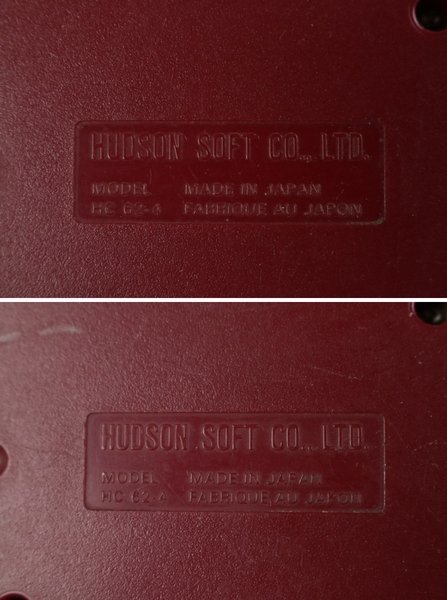 HUDSON SOFT CO., LTD.
MODEL MADE IN JAPAN
HC 62-4 FABRIQUE AU JAPON
HUDSON SOFT CO., LTD.
MODEL MADE IN JAPAN
HC 62-4 FABRIQUE AU JAPON